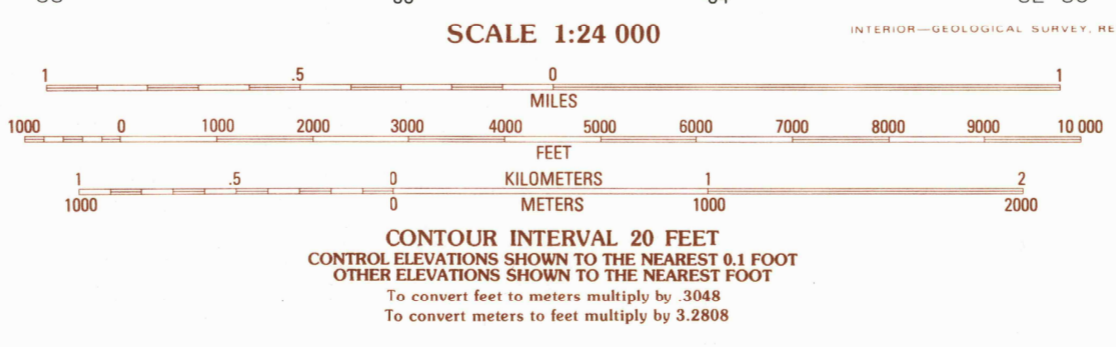 SCALE 1:24 000
INTERIOR—GEOLOGICAL SURVEY, RE
1 .5 0 1
MILES
1000 0 1000 2000 3000 4000 5000 6000 7000 8000 9000 10 000
FEET
1 .5 0 KILOMETERS 1 2
1000 0 METERS 1000 2000
CONTOUR INTERVAL 20 FEET
CONTROL ELEVATIONS SHOWN TO THE NEAREST 0.1 FOOT
OTHER ELEVATIONS SHOWN TO THE NEAREST FOOT
To convert feet to meters multiply by .3048
To convert meters to feet multiply by 3.2808